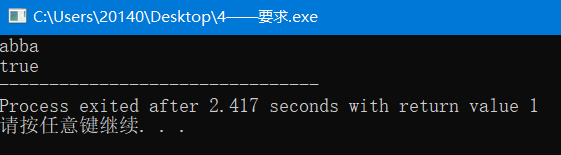 C:\Users\20140\Desktop\4——要求.exe
abba
true
--------------------------------
Process exited after 2.417 seconds with return value 1
请按任意键继续. . .